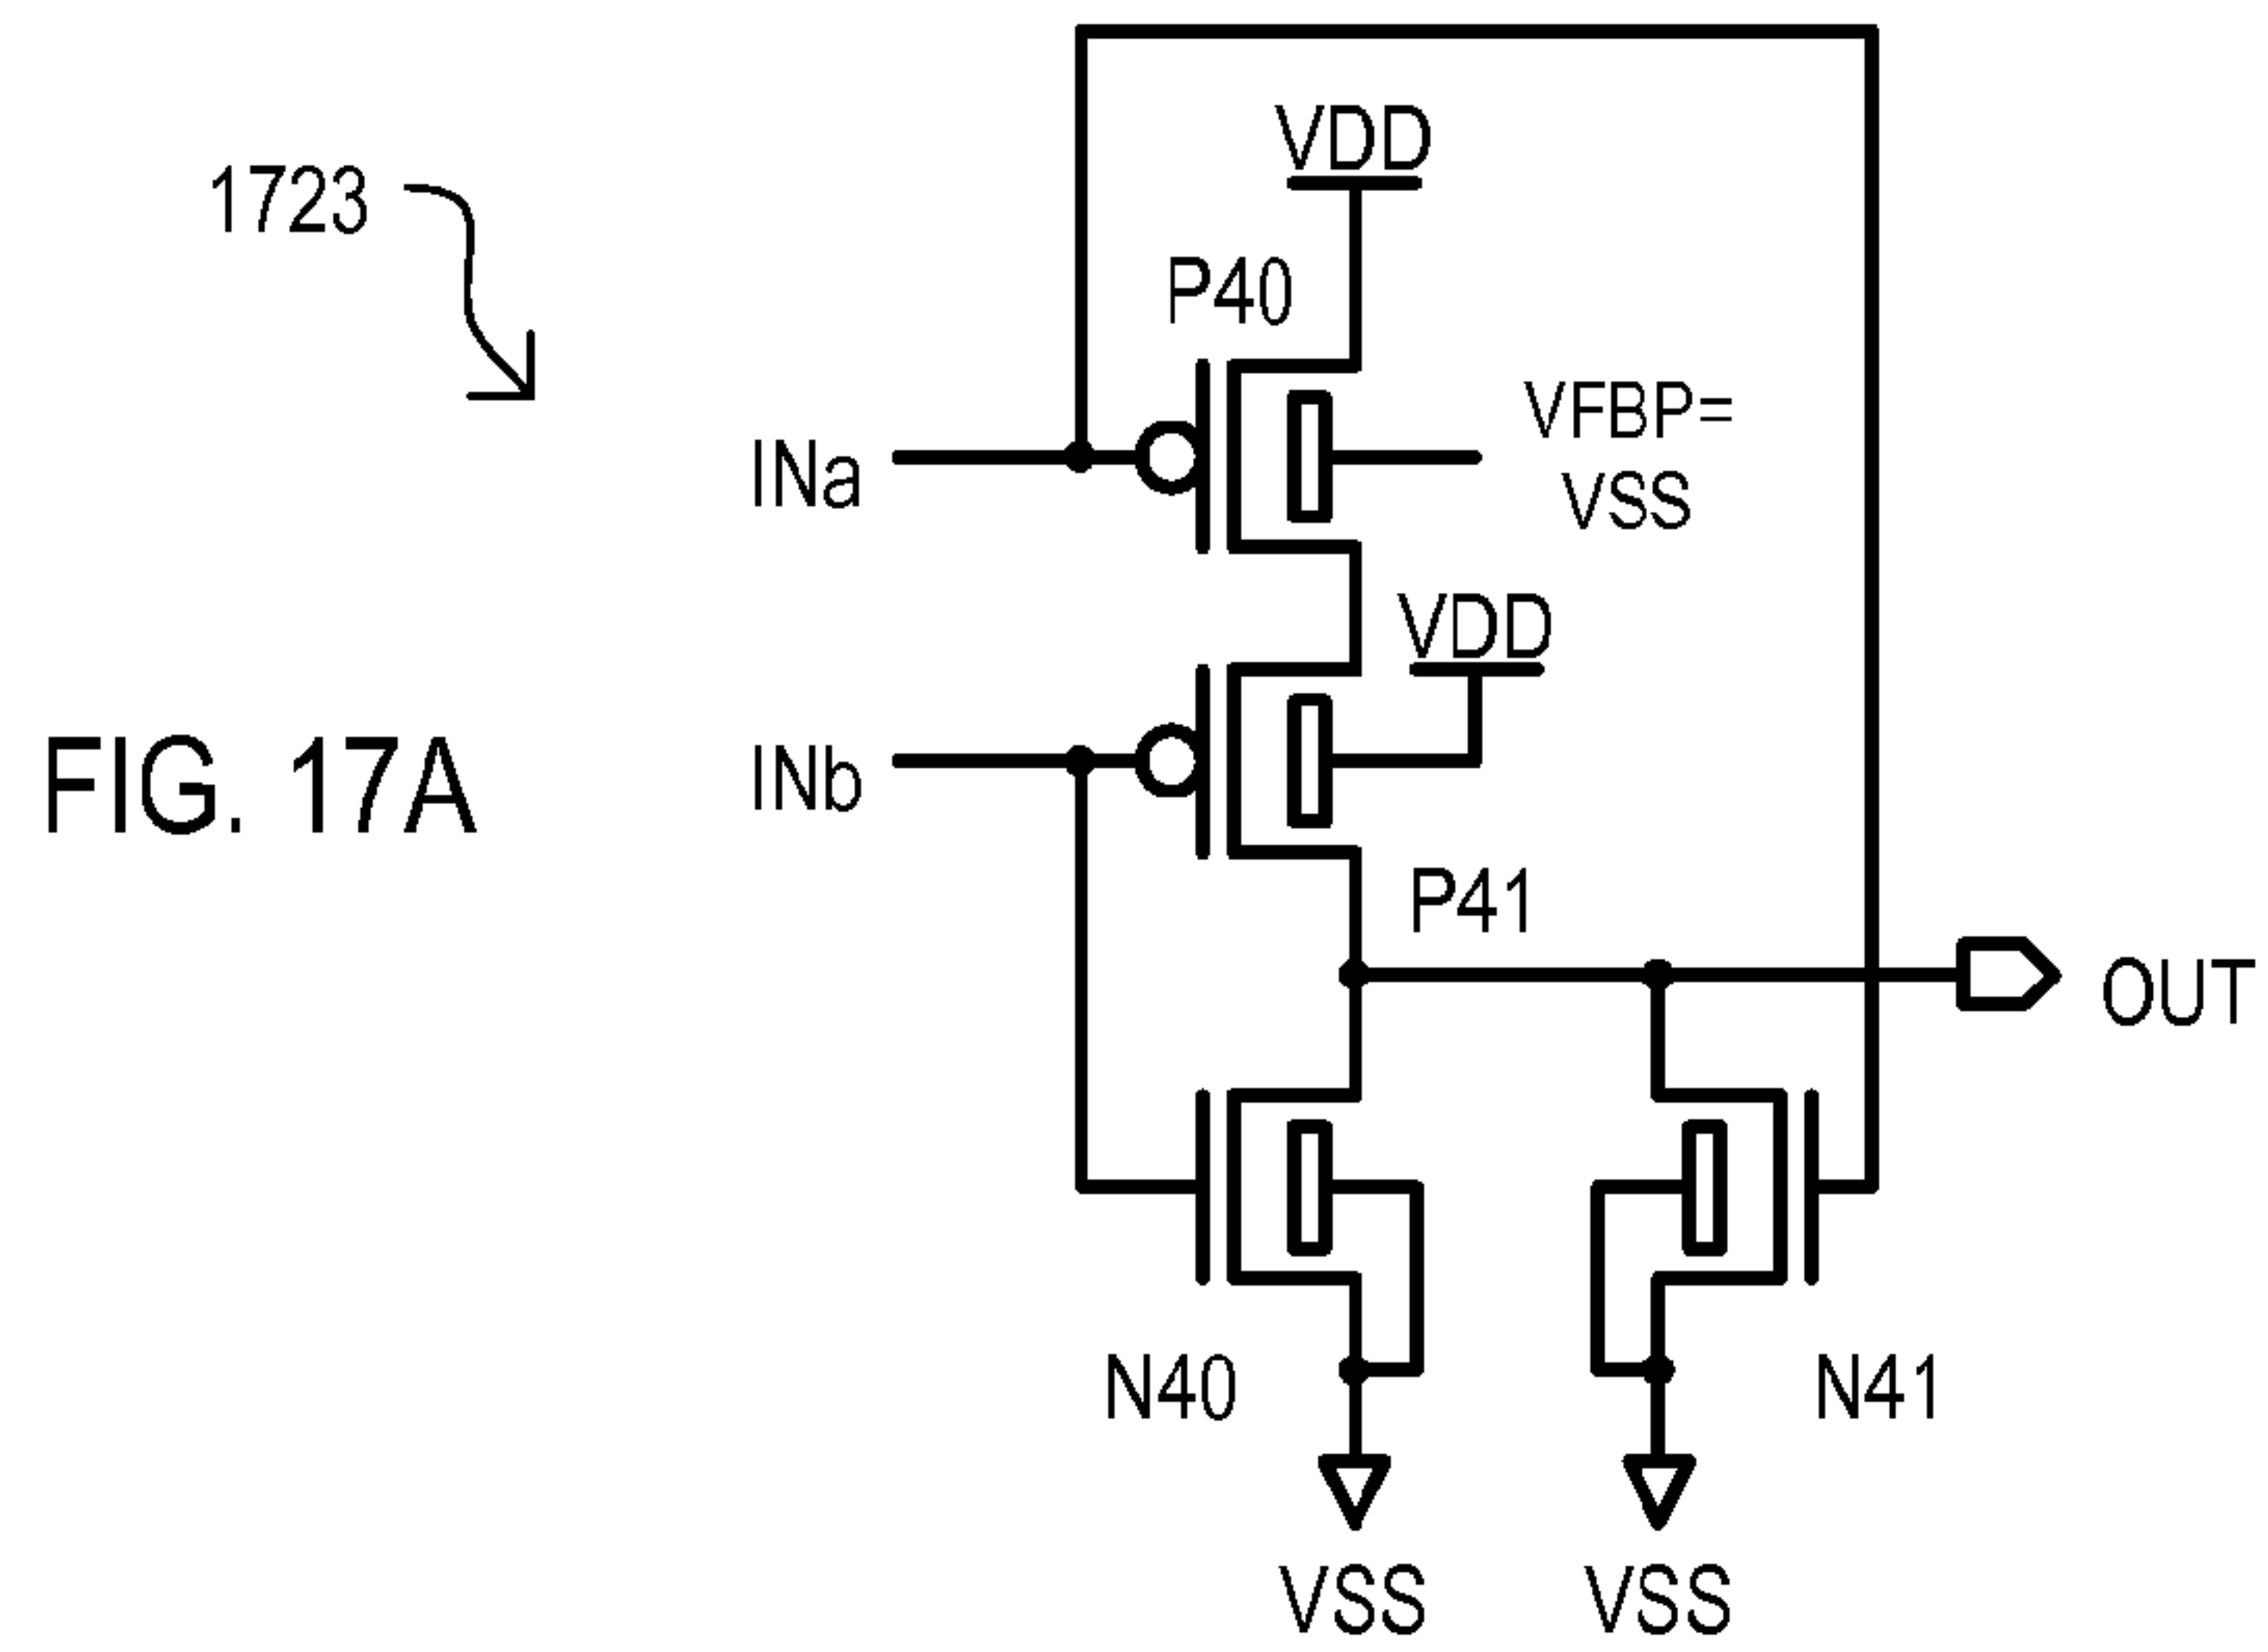 VDD
1723
P40
VFBP=
VSS
INa
VDD
FIG. 17A
INb
P41
OUT
N40
N41
VSS
VSS